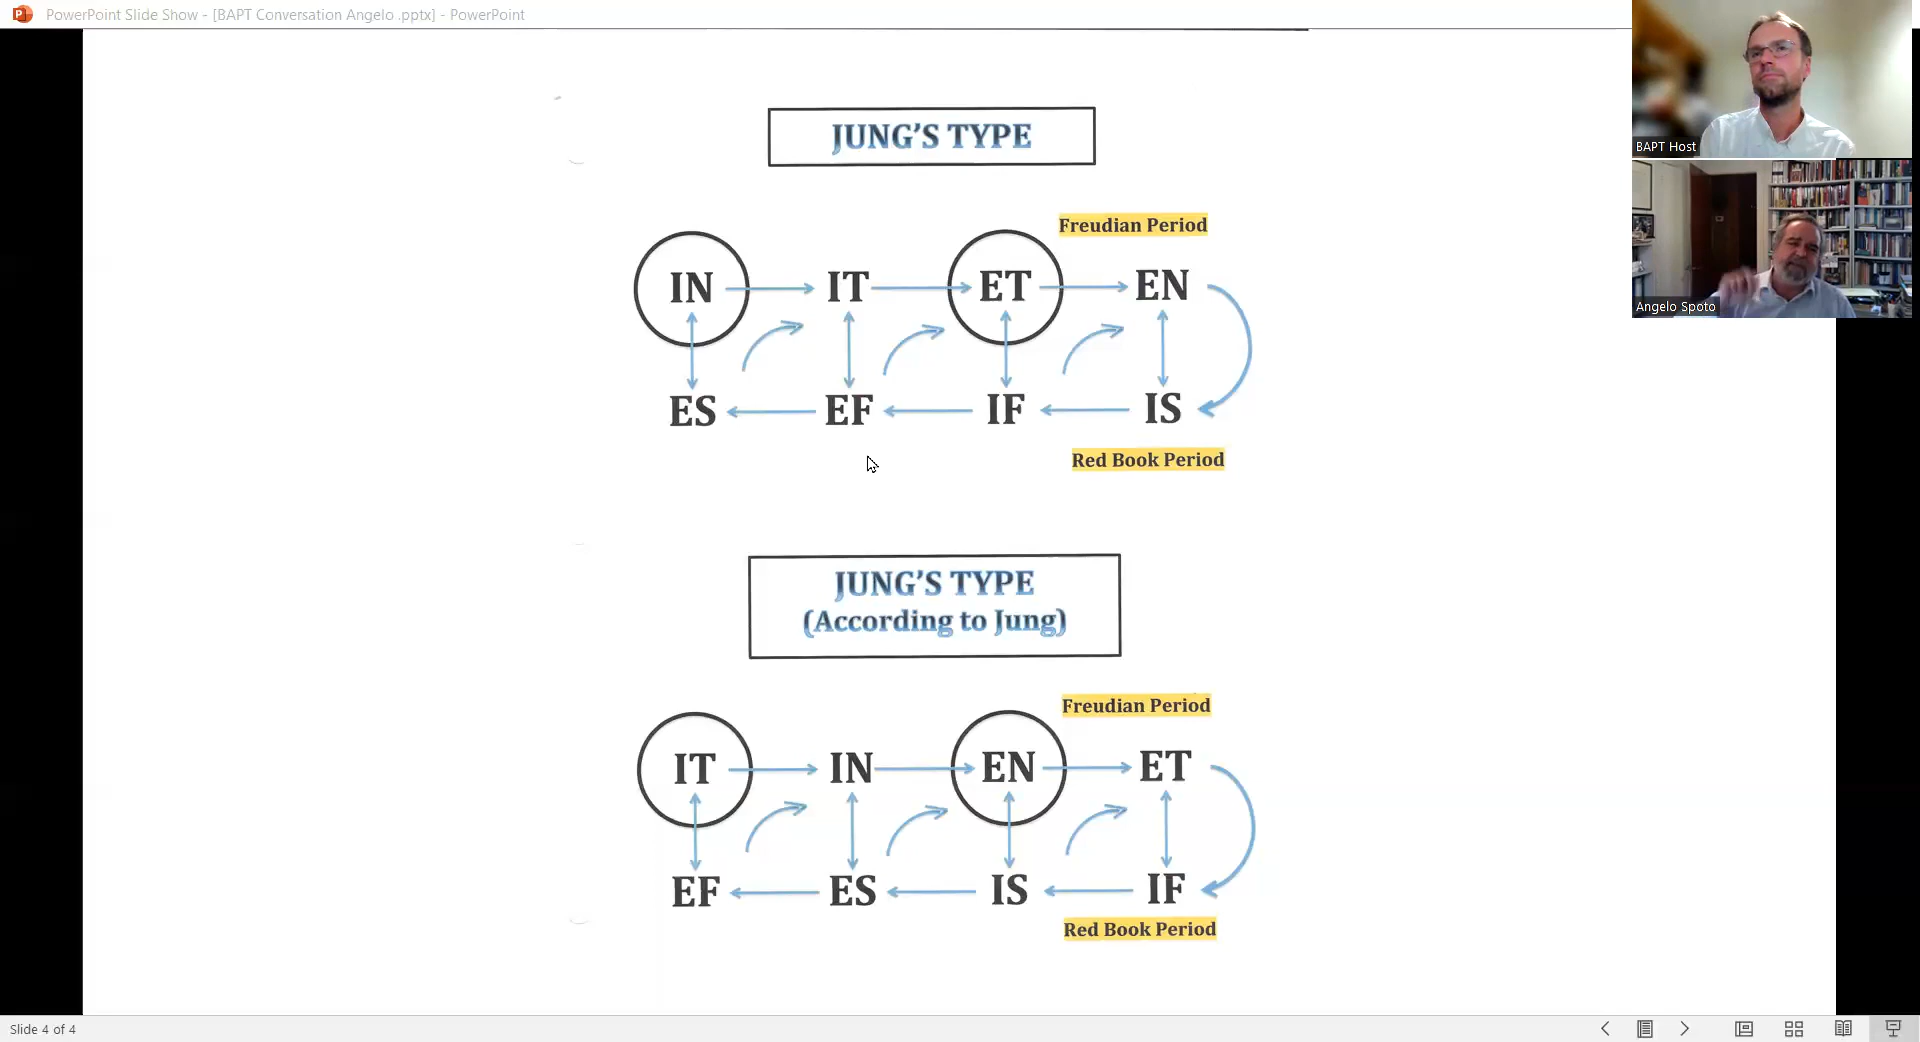 PowerPoint Slide Show - [BAPT Conversation Angelo .pptx] - PowerPoint
BAPT Host
Angelo Spoto
JUNG'S TYPE
Freudian Period
IN IT ET EN
ES EF IF IS
Red Book Period
JUNG'S TYPE
(According to Jung)
Freudian Period
IT IN EN ET
EF ES IS IF
Red Book Period
Slide 4 of 4